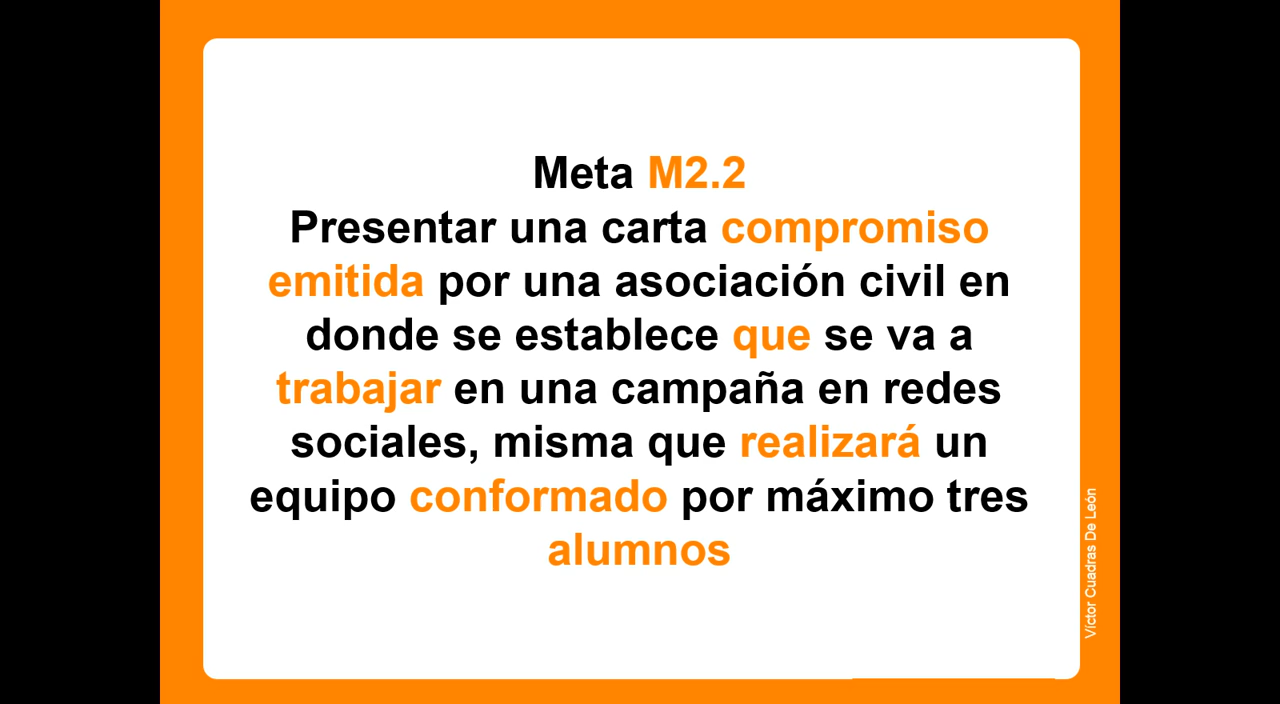 Meta M2.2
Presentar una carta compromiso
emitida por una asociación civil en
donde se establece que se va a
trabajar en una campaña en redes
sociales, misma que realizará un
equipo conformado por máximo tres
alumnos
Víctor Cuadras De León